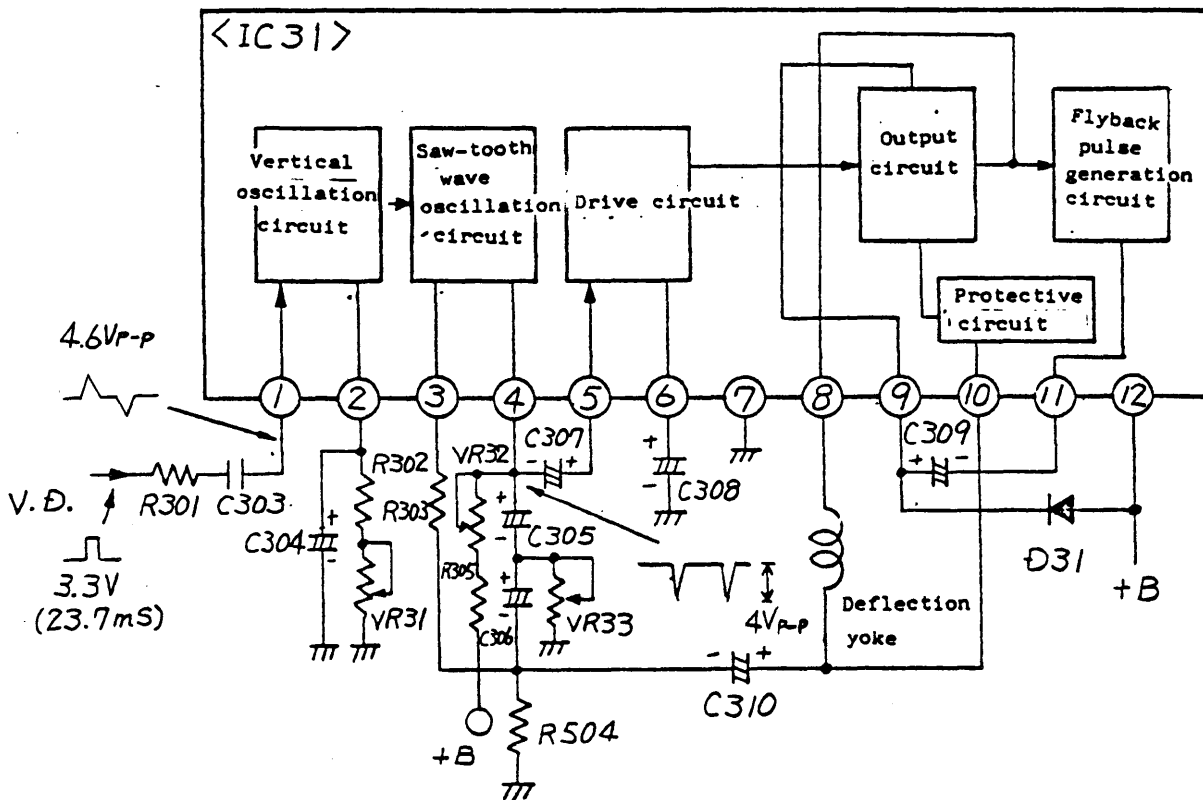 <IC31>
Vertical
oscillation
circuit
Saw-tooth
wave
oscillation
circuit
Drive circuit
Output
circuit
Flyback
pulse
generation
circuit
Protective
circuit
4.6VP-P
1
2
3
4
5
6
7
8
9
10
11
12
V.D.
R301
C303
3.3V
(23.7mS)
C304
+
-
R302
VR31
R303
VR32
R305
+B
- C307 +
+
-
C305
+
-
C306
VR33
R504
4VP-P
+
-
C308
- +
C310
Deflection
yoke
C309
+ -
D31
+B